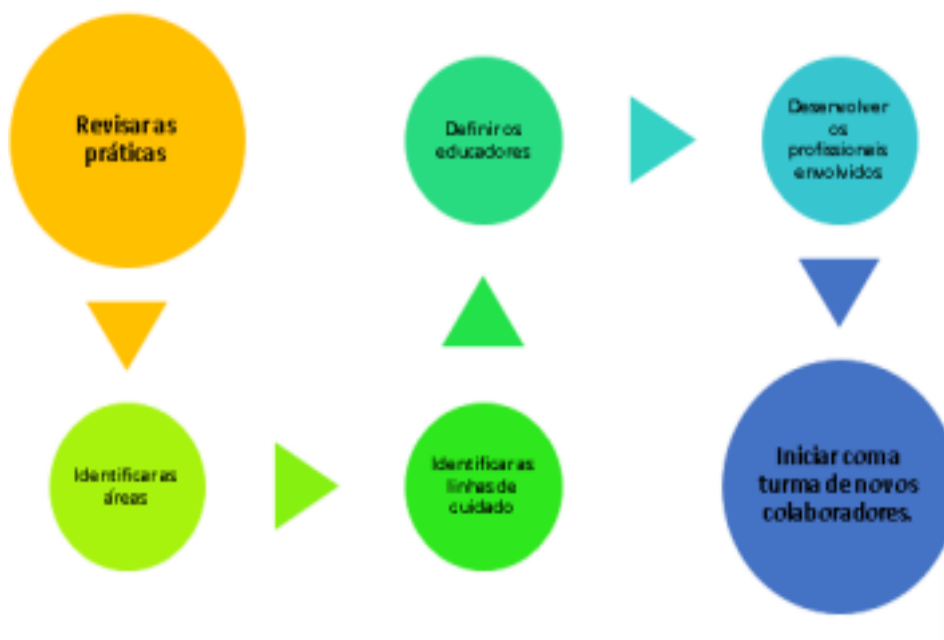 Revisar as
práticas
Identificar as
áreas
Identificar as
linhas de
cuidado
Definir os
educadores
Desenvolver
os
profissionais
envolvidos
Iniciar com a
turma de novos
colaboradores.